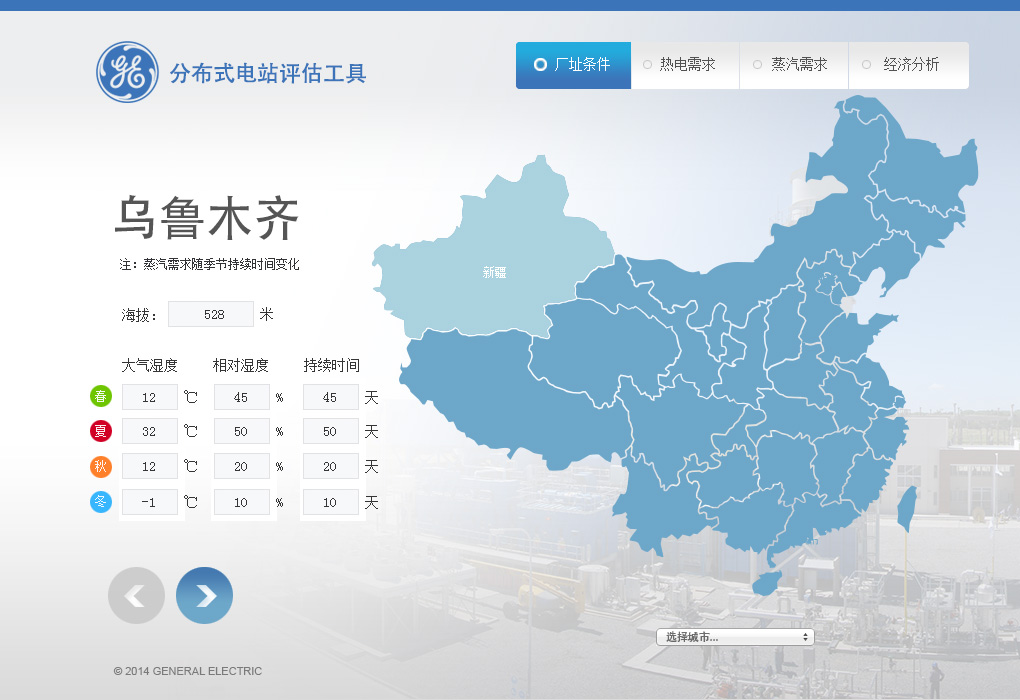 分布式电站评估工具
厂址条件 热电需求 蒸汽需求 经济分析
乌鲁木齐
注：蒸汽需求随季节持续时间变化
新疆
海拔： 528 米
大气湿度 相对湿度 持续时间
春 12 ℃ 45 % 45 天
夏 32 ℃ 50 % 50 天
秋 12 ℃ 20 % 20 天
冬 -1 ℃ 10 % 10 天
选择城市...
© 2014 GENERAL ELECTRIC